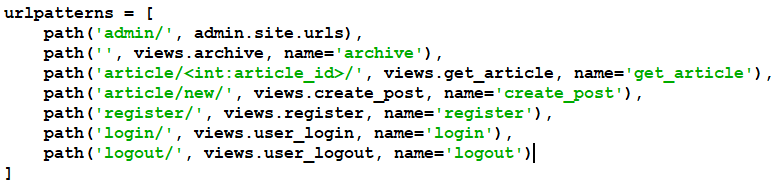 urlpatterns = [
    path('admin/', admin.site.urls),
    path('', views.archive, name='archive'),
    path('article/<int:article_id>/', views.get_article, name='get_article'),
    path('article/new/', views.create_post, name='create_post'),
    path('register/', views.register, name='register'),
    path('login/', views.user_login, name='login'),
    path('logout/', views.user_logout, name='logout')
]